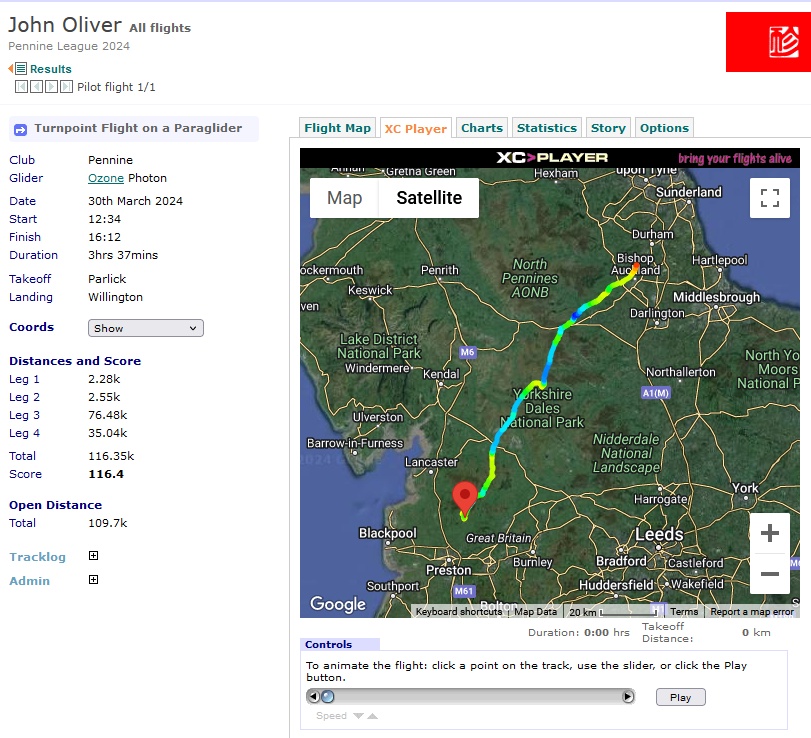 John Oliver All flights
Pennine League 2024
Results
Pilot flight 1/1
Turnpoint Flight on a Paraglider
Club Pennine
Glider Ozone Photon
Date 30th March 2024
Start 12:34
Finish 16:12
Duration 3hrs 37mins
Takeoff Parlick
Landing Willington
Coords Show
Distances and Score
Leg 1 2.28k
Leg 2 2.55k
Leg 3 76.48k
Leg 4 35.04k
Total 116.35k
Score 116.4
Open Distance
Total 109.7k
Tracklog
Admin
Flight Map XC Player Charts Statistics Story Options
XC>PLAYER bring your flights alive
Map Satellite
Annan
Gretna Green
Hexham
upon Tyne
Sunderland
Durham
Bishop
Auckland
Hartlepool
Middlesbrough
Darlington
North
Pennines
AONB
Penrith
ockermouth
Keswick
ven
Lake District
National Park
Windermere
M6
Kendal
Northallerton
A1(M)
North Yo
Moors
National P
Yorkshire
Dales
National Park
Ulverston
Barrow-in-Furness
Lancaster
Nidderdale
National
Landscape
Harrogate
York
Blackpool
Great Britain
Leeds
Preston
Burnley
Bradford
Castleford
Southport
M61
Huddersfield
Wakefield
Bolton
Google
Keyboard shortcuts Map Data 20 km Terms Report a map error
Duration: 0:00 hrs Takeoff Distance: 0 km
Controls
To animate the flight: click a point on the track, use the slider, or click the Play
button.
Play
Speed